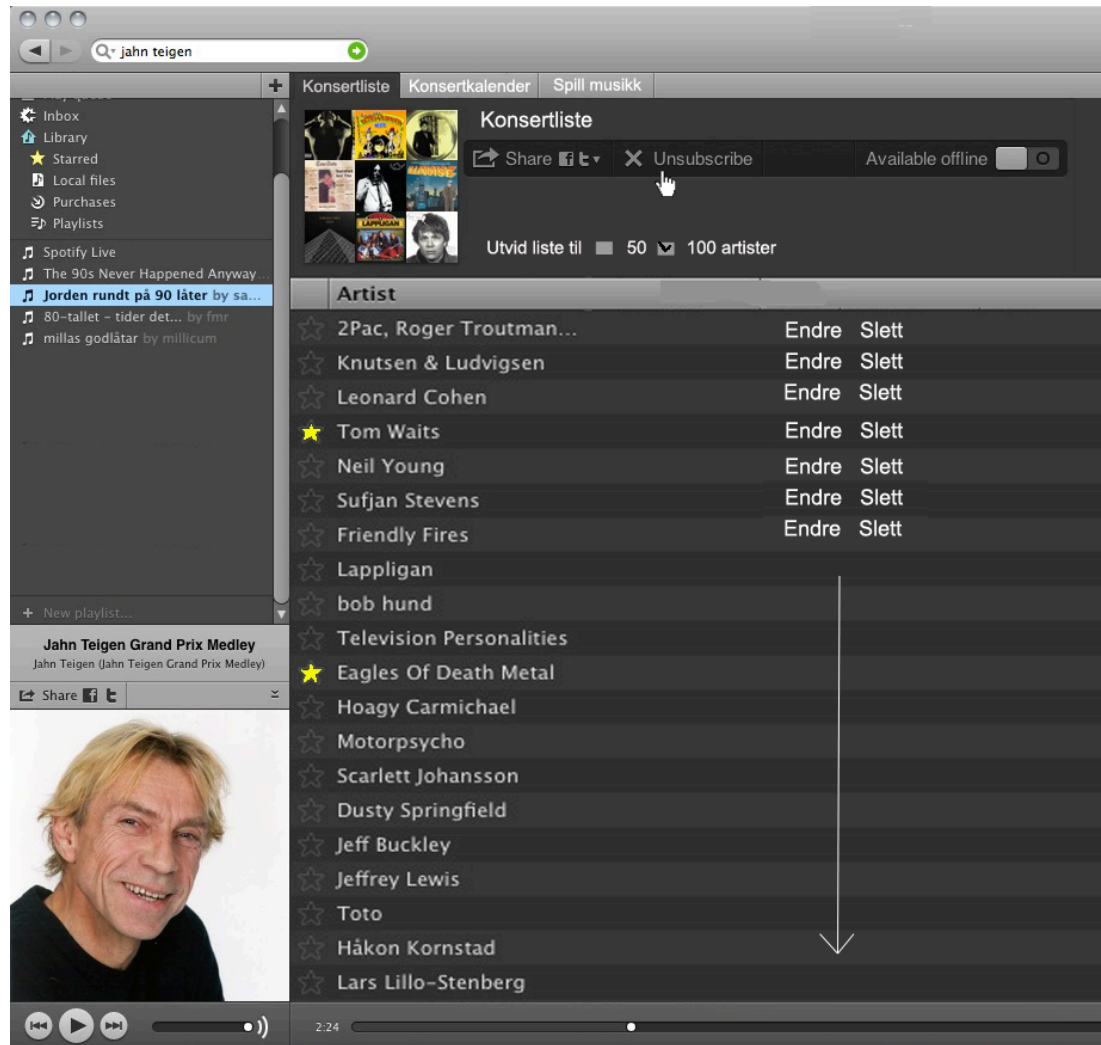 jahn teigen
Konsertliste Konsertkalender Spill musikk
Inbox
Library
Starred
Local files
Purchases
Playlists
Spotify Live
The 90s Never Happened Anyway...
Jorden rundt på 90 låter by sa...
80-tallet - tider det... by fmr
millas godlåtar by millicum
+ New playlist...
Jahn Teigen Grand Prix Medley
Jahn Teigen (Jahn Teigen Grand Prix Medley)
Share
Konsertliste
Share Unsubscribe Available offline
Utvid liste til 50 100 artister
Artist
2Pac, Roger Troutman... Endre Slett
Knutsen & Ludvigsen Endre Slett
Leonard Cohen Endre Slett
Tom Waits Endre Slett
Neil Young Endre Slett
Sufjan Stevens Endre Slett
Friendly Fires Endre Slett
Lappligan
bob hund
Television Personalities
Eagles Of Death Metal
Hoagy Carmichael
Motorpsycho
Scarlett Johansson
Dusty Springfield
Jeff Buckley
Jeffrey Lewis
Toto
Håkon Kornstad
Lars Lillo-Stenberg
2:24